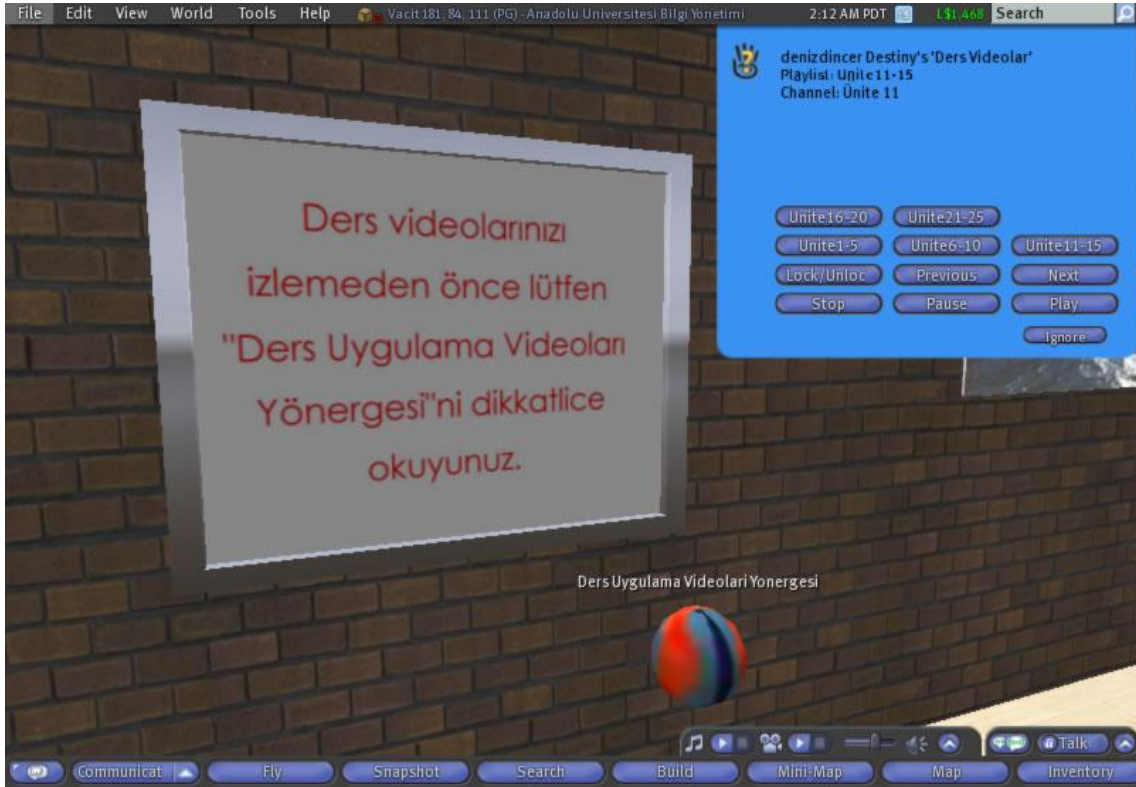 File Edit View World Tools Help Vacit 181, 84, 111 (PG) - Anadolu Universitesi Bilgi Yonetimi 2:12 AM PDT L$1,468 Search
denizdincer Destiny's 'Ders Videolar'
Playlist: Unite11-15
Channel: Ünite 11
Unite16-20 Unite21-25
Unite1-5 Unite6-10 Unite11-15
Lock/Unloc Previous Next
Stop Pause Play
Ignore
Ders videolarınızı
izlemeden önce lütfen
"Ders Uygulama Videoları
Yönergesi"ni dikkatlice
okuyunuz.
Ders Uygulama Videolari Yonergesi
Talk
Communicat Fly Snapshot Search Build Mini-Map Map Inventory